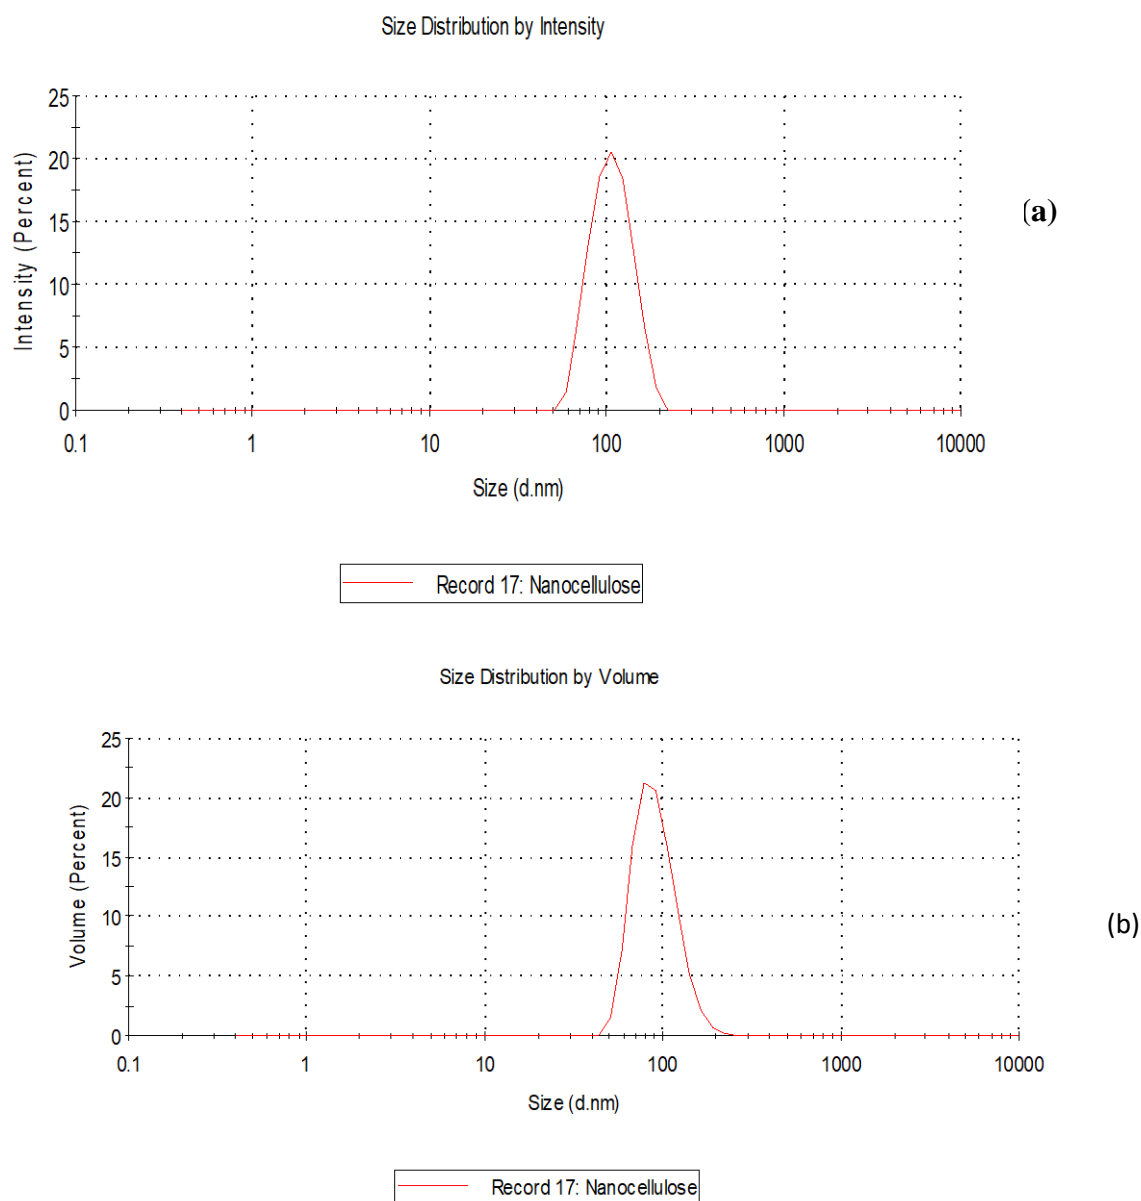 Size Distribution by Intensity
25
20
15
10
5
0
Intensity (Percent)
0.1 1 10 100 1000 10000
Size (d.nm)
(a)
Record 17: Nanocellulose
Size Distribution by Volume
25
20
15
10
5
0
Volume (Percent)
0.1 1 10 100 1000 10000
Size (d.nm)
(b)
Record 17: Nanocellulose